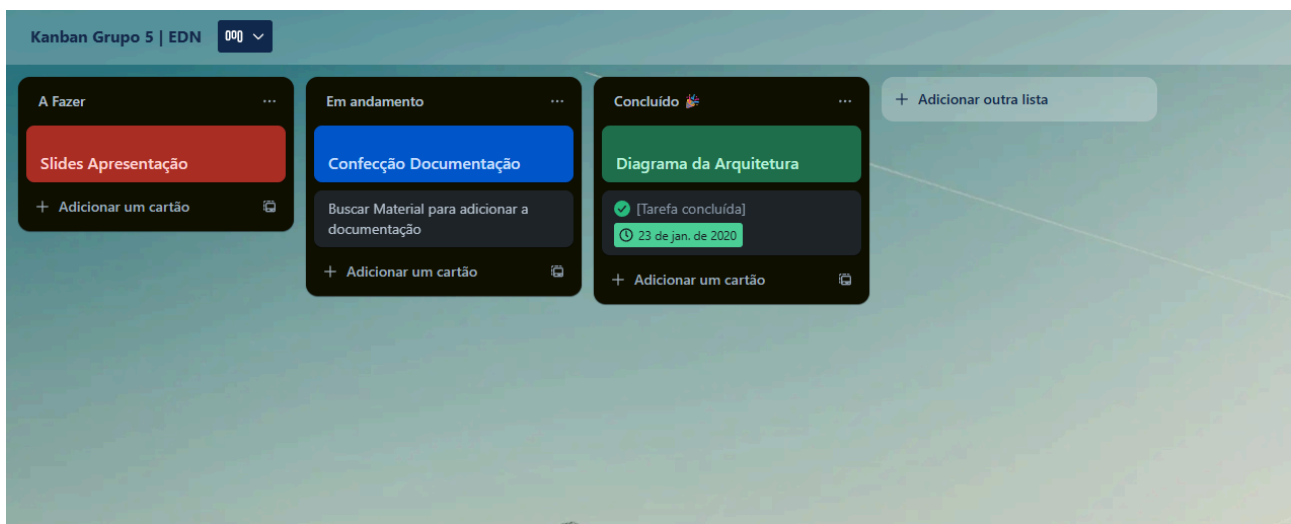 Kanban Grupo 5 | EDN
A Fazer
Slides Apresentação
+ Adicionar um cartão
Em andamento
Confecção Documentação
Buscar Material para adicionar a
documentação
+ Adicionar um cartão
Concluído 🎉
Diagrama da Arquitetura
[Tarefa concluída]
23 de jan. de 2020
+ Adicionar um cartão
+ Adicionar outra lista